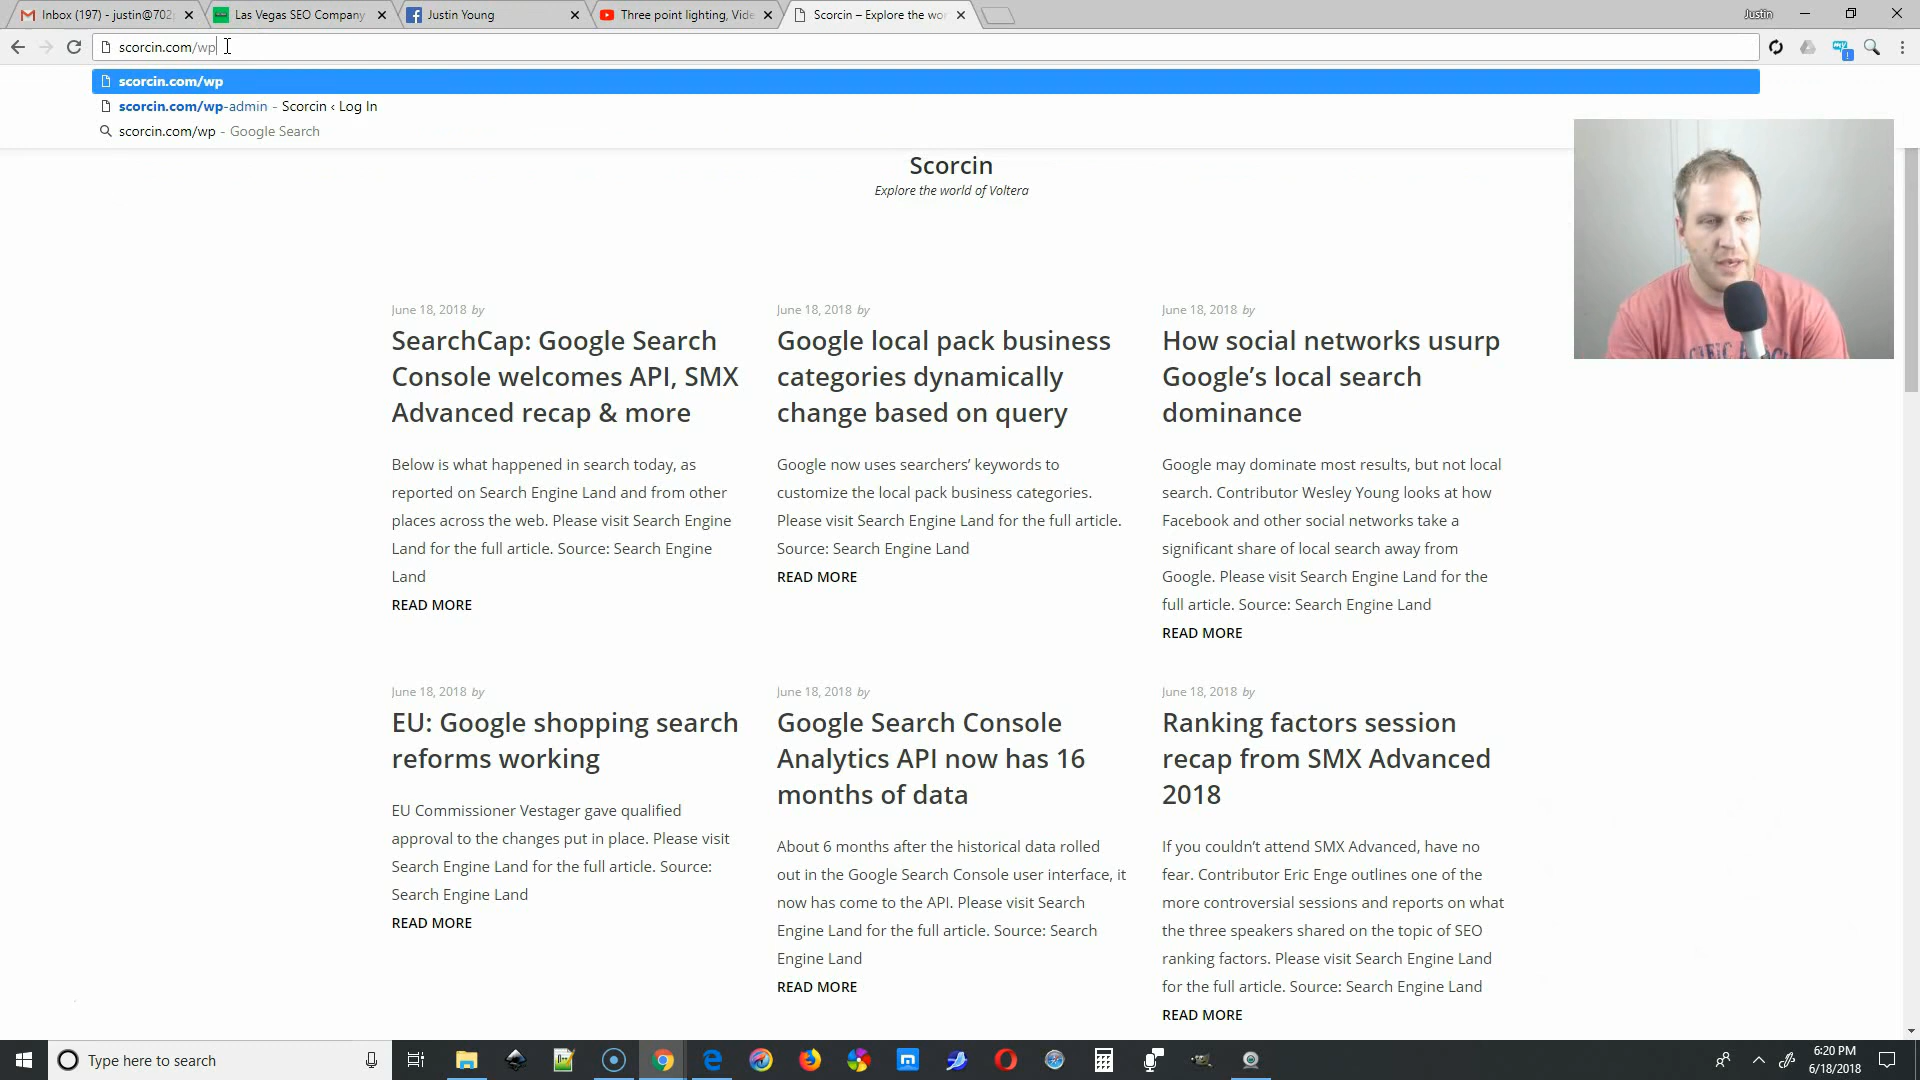 Inbox (197) - justin@702
Las Vegas SEO Company
Justin Young
Three point lighting, Vide
Scorcin – Explore the wor
Justin
scorcin.com/wp
scorcin.com/wp
scorcin.com/wp-admin - Scorcin ‹ Log In
scorcin.com/wp - Google Search
Scorcin
Explore the world of Voltera
June 18, 2018 by
SearchCap: Google Search
Console welcomes API, SMX
Advanced recap & more
Below is what happened in search today, as
reported on Search Engine Land and from other
places across the web. Please visit Search Engine
Land for the full article. Source: Search Engine
Land
READ MORE
June 18, 2018 by
Google local pack business
categories dynamically
change based on query
Google now uses searchers’ keywords to
customize the local pack business categories.
Please visit Search Engine Land for the full article.
Source: Search Engine Land
READ MORE
June 18, 2018 by
How social networks usurp
Google’s local search
dominance
Google may dominate most results, but not local
search. Contributor Wesley Young looks at how
Facebook and other social networks take a
significant share of local search away from
Google. Please visit Search Engine Land for the
full article. Source: Search Engine Land
READ MORE
June 18, 2018 by
EU: Google shopping search
reforms working
EU Commissioner Vestager gave qualified
approval to the changes put in place. Please visit
Search Engine Land for the full article. Source:
Search Engine Land
READ MORE
June 18, 2018 by
Google Search Console
Analytics API now has 16
months of data
About 6 months after the historical data rolled
out in the Google Search Console user interface, it
now has come to the API. Please visit Search
Engine Land for the full article. Source: Search
Engine Land
READ MORE
June 18, 2018 by
Ranking factors session
recap from SMX Advanced
2018
If you couldn’t attend SMX Advanced, have no
fear. Contributor Eric Enge outlines one of the
more controversial sessions and reports on what
the three speakers shared on the topic of SEO
ranking factors. Please visit Search Engine Land
for the full article. Source: Search Engine Land
READ MORE
Type here to search
6:20 PM
6/18/2018